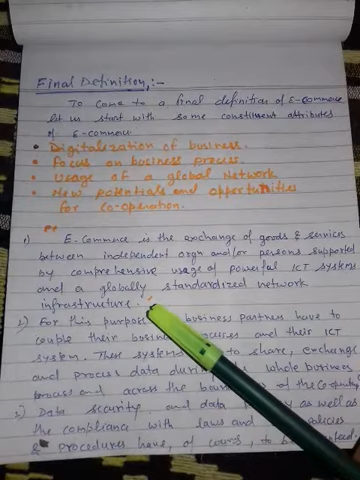 Final Definition,:-
To come to a final definition of E-Commerce
let us start with some constituent attributes
of E-commerce
• Digitalization of business.
• Focus on business process.
• Usage of a global Network
• New potentials and opportunities
for co-operation.
1) E-Commerce is the exchange of goods & services
between independent orgn and/or persons supported
by comprehensive usage of powerful ICT systems
and a globally standardized network
infrastructure.
2) For this purpose business partners have to
couple their business processes and their ICT
system. These systems to share, exchange
and process data during whole business
process and across the of the
3) Data security and data as well as
the compliance with laws and policies
& procedures have, of course, to be